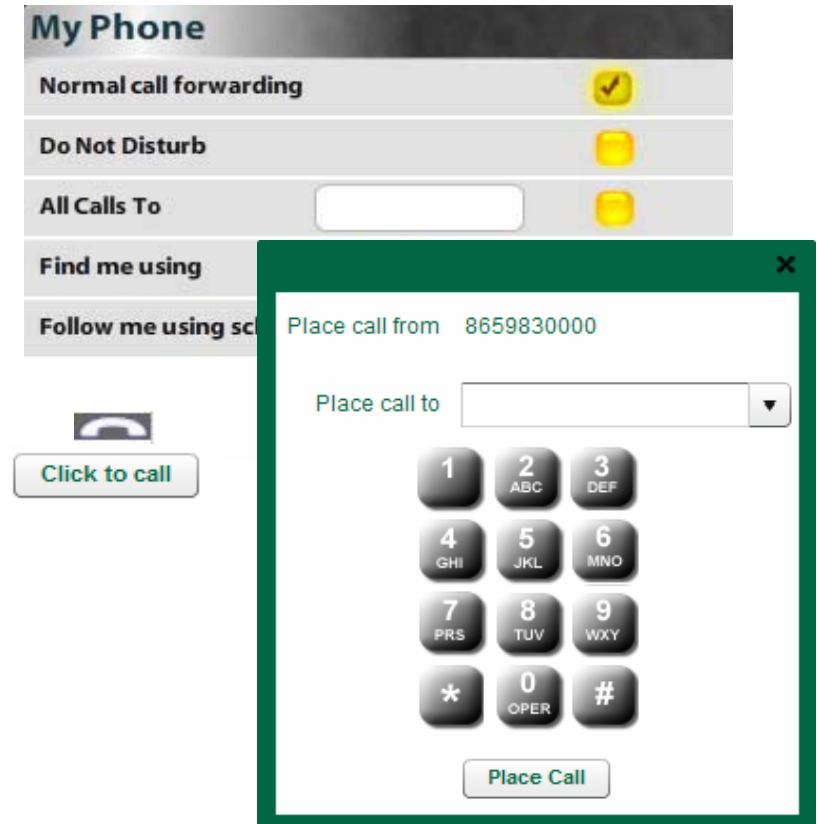 My Phone
Normal call forwarding
Do Not Disturb
All Calls To
Find me using
Follow me using
Click to call
Place call from 8659830000
Place call to
1 2 ABC 3 DEF
4 GHI 5 JKL 6 MNO
7 PRS 8 TUV 9 WXY
* 0 OPER #
Place Call